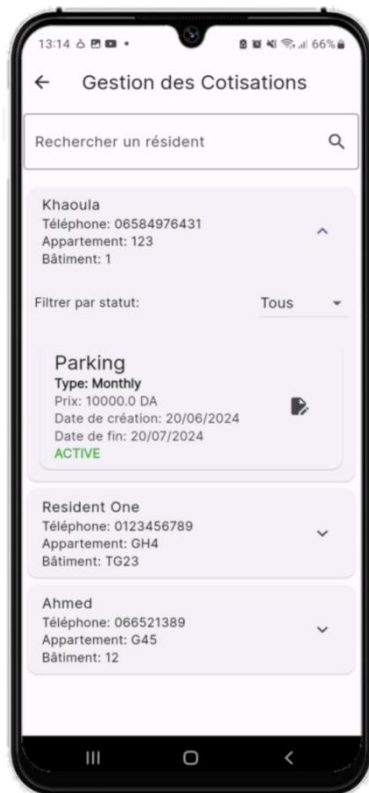 13:14
66%
Gestion des Cotisations
Rechercher un résident
Khaoula
Téléphone: 06584976431
Appartement: 123
Bâtiment: 1
Filtrer par statut: Tous
Parking
Type: Monthly
Prix: 10000.0 DA
Date de création: 20/06/2024
Date de fin: 20/07/2024
ACTIVE
Resident One
Téléphone: 0123456789
Appartement: GH4
Bâtiment: TG23
Ahmed
Téléphone: 066521389
Appartement: G45
Bâtiment: 12